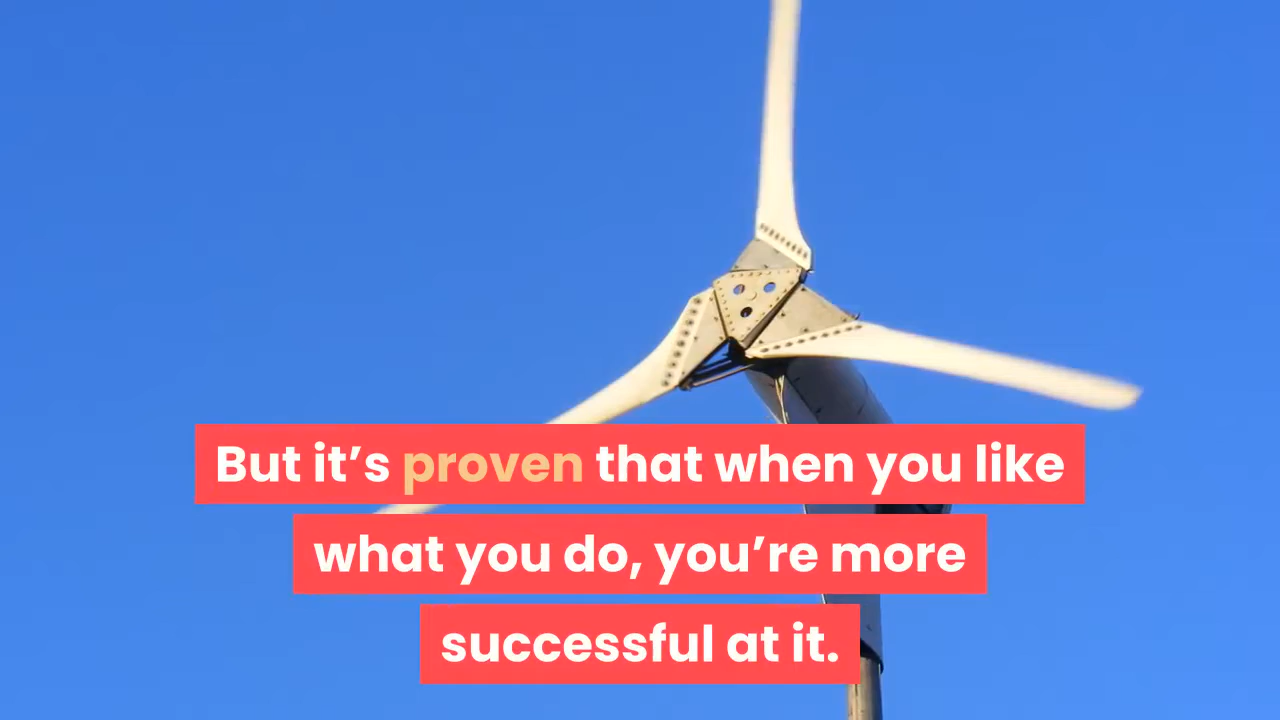 But it’s proven that when you like
what you do, you’re more
successful at it.